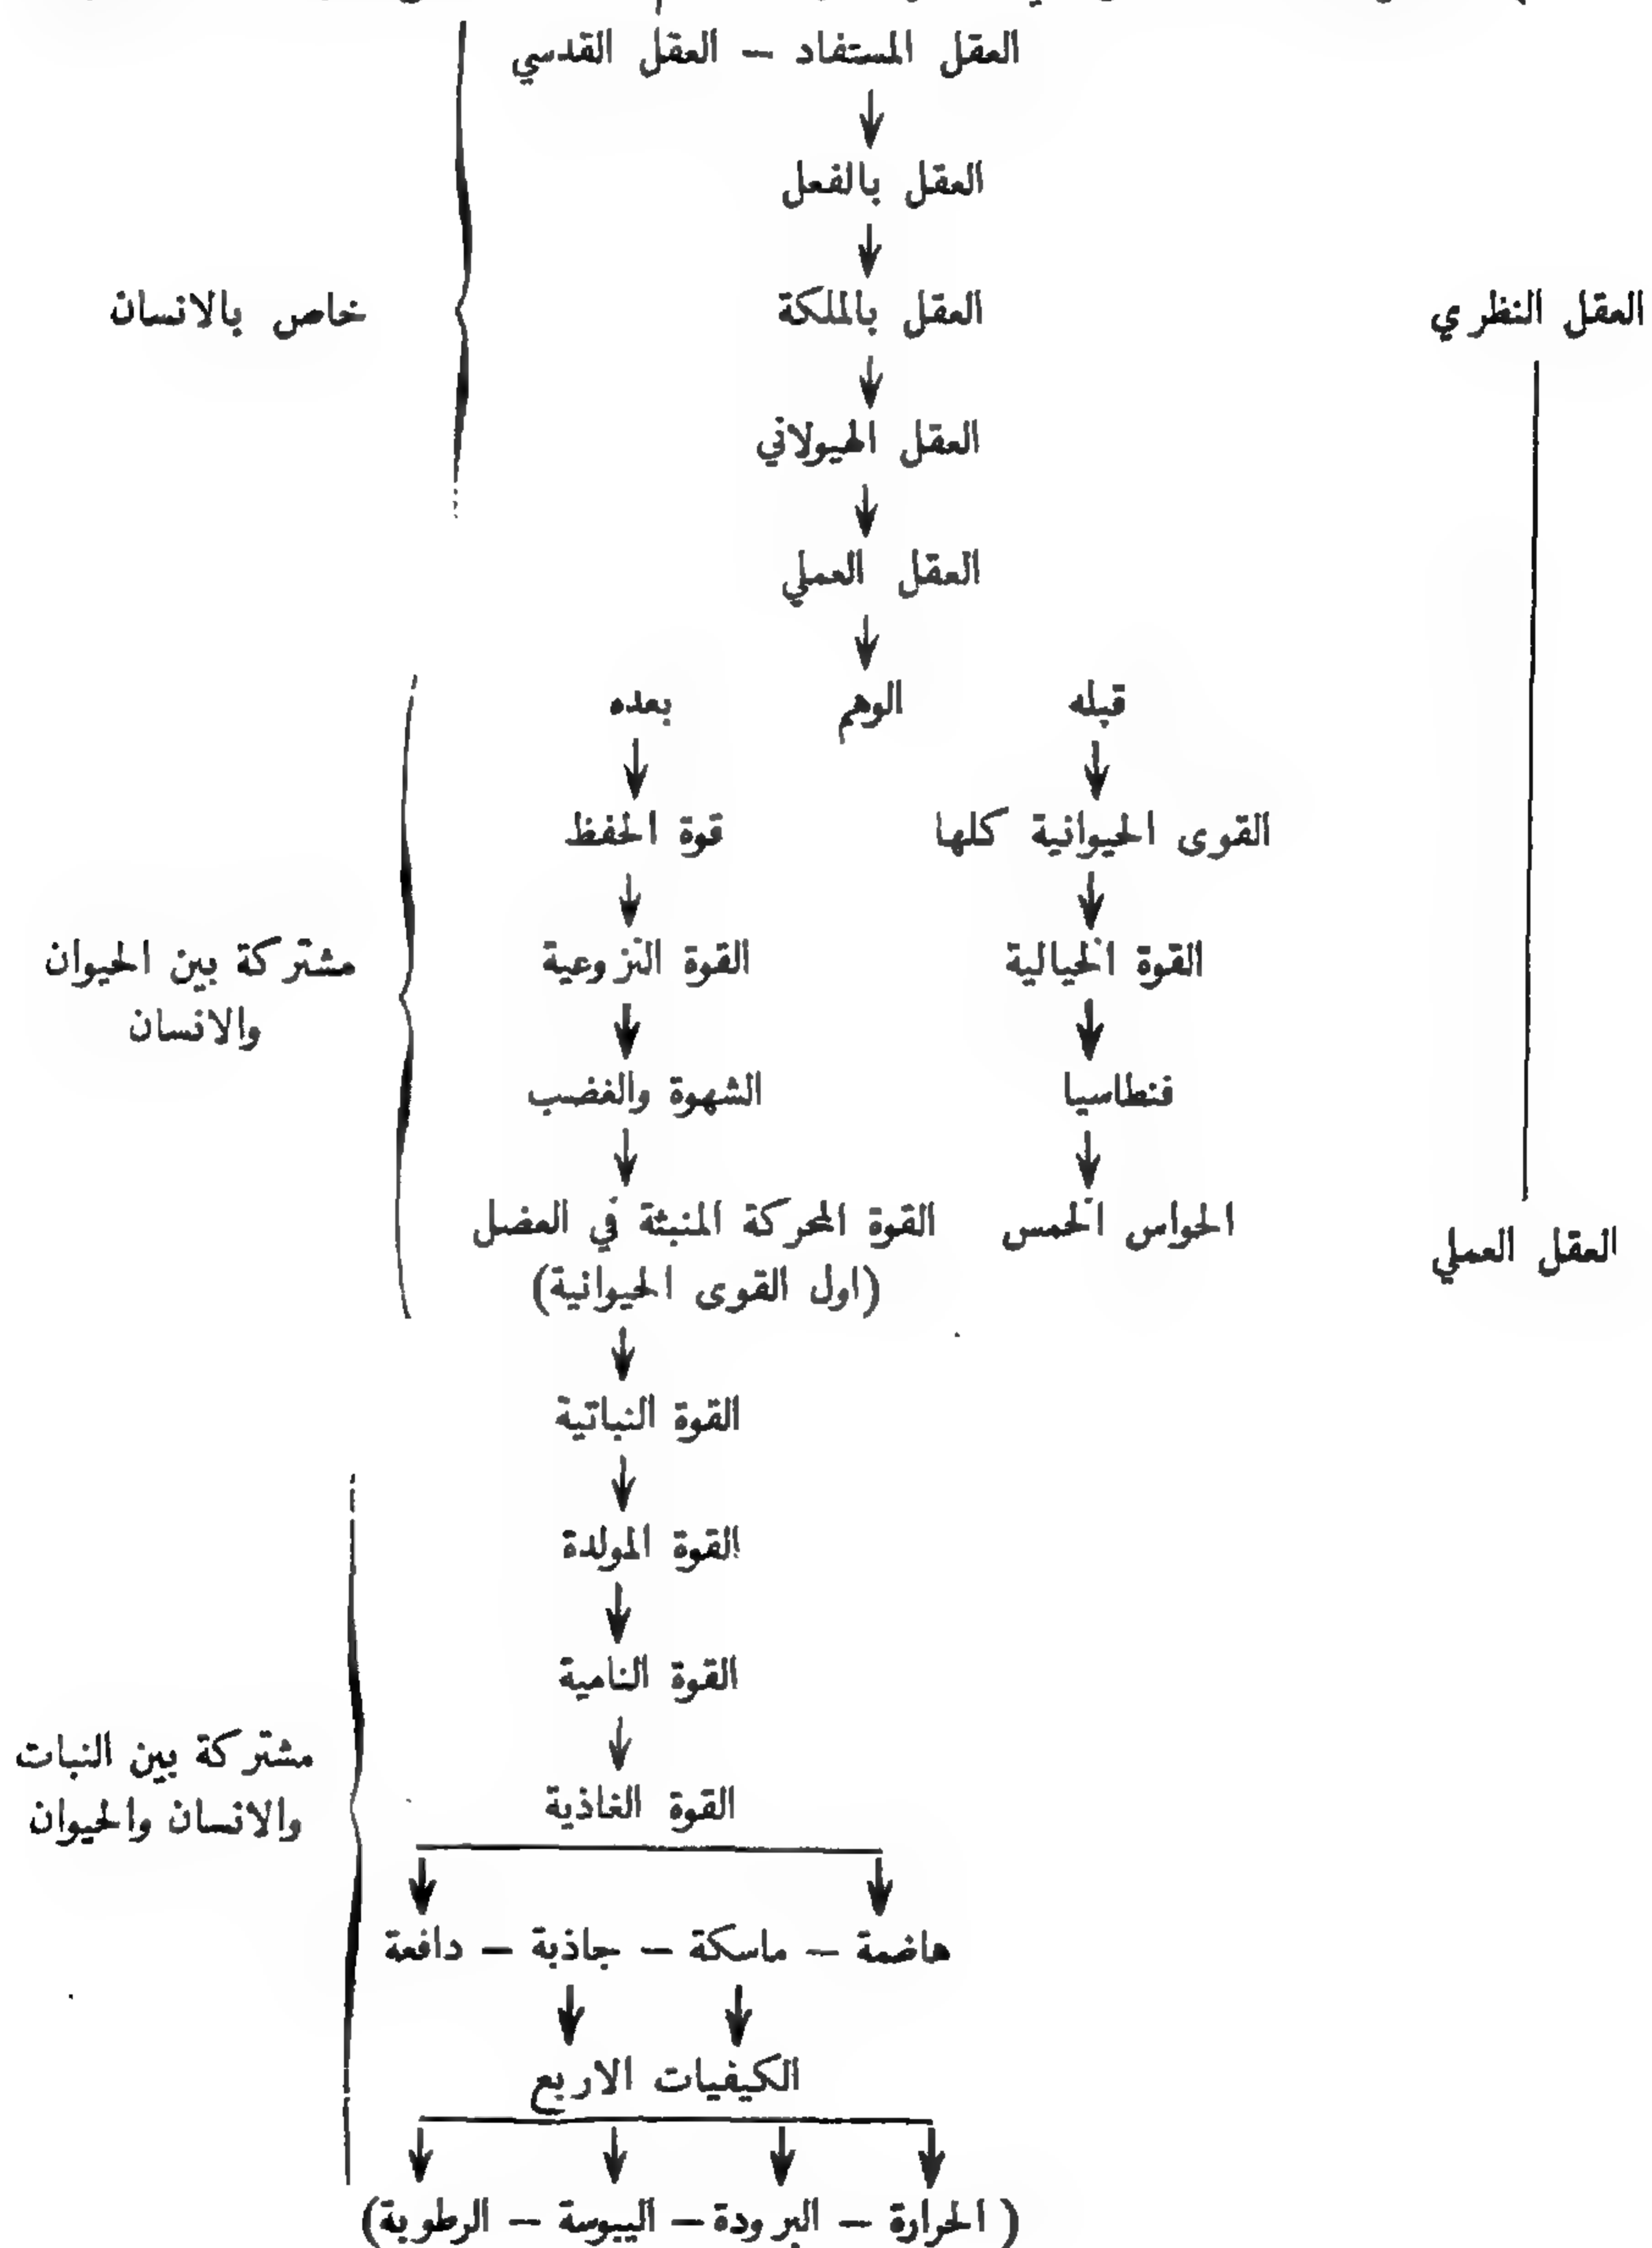 العقل المستفاد — العقل القدسي
العقل بالفعل
العقل النظري
العقل بالملكة
خاص بالانسان
العقل الهيولاني
العقل العملي
قبله
الوهم
بعده
القوى الحيوانية كلها
قوة الحفظ
القوة الخيالية
القوة النزوعية
مشتركة بين الحيوان
والانسان
فنطاسيا
الشهوة والغضب
الحواس الخمس
القوة المحركة المنبثة في العضل
(اول القوى الحيوانية)
العقل العملي
القوة النباتية
القوة المولدة
القوة النامية
القوة الغاذية
مشتركة بين النبات
والانسان والحيوان
هاضمة — ماسكة — جاذبة — دافعة
الكيفيات الاربع
(الحرارة — البرودة — اليبوسة — الرطوبة)